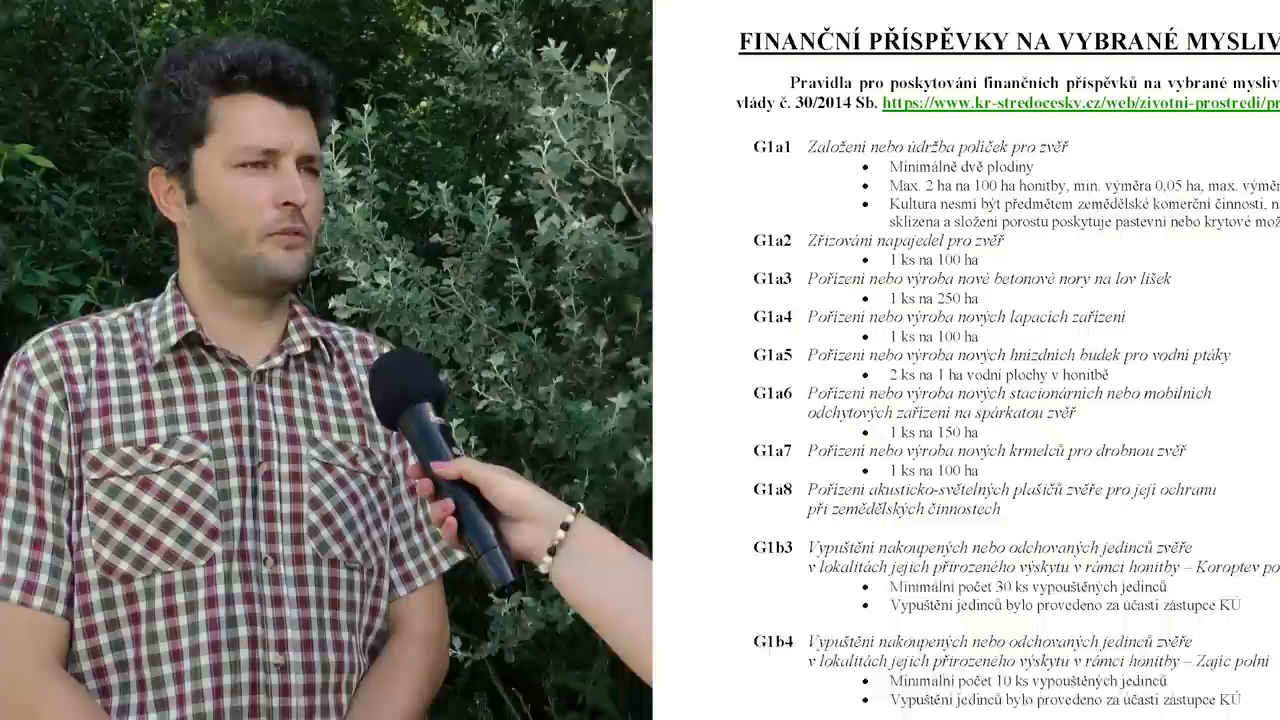 FINANČNÍ PŘÍSPĚVKY NA VYBRANÉ MYSLIV
Pravidla pro poskytování finančních příspěvků na vybrané mysliv
vlády č. 30/2014 Sb. https://www.kr-stredocesky.cz/web/zivotni-prostredi/pr
G1a1 Založení nebo údržba políček pro zvěř
• Minimálně dvě plodiny
• Max. 2 ha na 100 ha honitby, min. výměra 0,05 ha, max. výměr
• Kultura nesmí být předmětem zemědělské komerční činnosti, n
sklizena a složení porostu poskytuje pastevní nebo krytové mož
G1a2 Zřizování napajedel pro zvěř
• 1 ks na 100 ha
G1a3 Pořízení nebo výroba nové betonové nory na lov lišek
• 1 ks na 250 ha
G1a4 Pořízení nebo výroba nových lapacích zařízení
• 1 ks na 100 ha
G1a5 Pořízení nebo výroba nových hnízdních budek pro vodní ptáky
• 2 ks na 1 ha vodní plochy v honitbě
G1a6 Pořízení nebo výroba nových stacionárních nebo mobilních
odchytových zařízení na spárkatou zvěř
• 1 ks na 150 ha
G1a7 Pořízení nebo výroba nových krmelců pro drobnou zvěř
• 1 ks na 100 ha
G1a8 Pořízení akusticko-světelných plašičů zvěře pro její ochranu
při zemědělských činnostech
G1b3 Vypuštění nakoupených nebo odchovaných jedinců zvěře
v lokalitách jejich přirozeného výskytu v rámci honitby – Koroptev po
• Minimální počet 30 ks vypouštěných jedinců
• Vypuštění jedinců bylo provedeno za účasti zástupce KÚ
G1b4 Vypuštění nakoupených nebo odchovaných jedinců zvěře
v lokalitách jejich přirozeného výskytu v rámci honitby – Zajíc polní
• Minimální počet 10 ks vypouštěných jedinců
• Vypuštění jedinců bylo provedeno za účasti zástupce KÚ